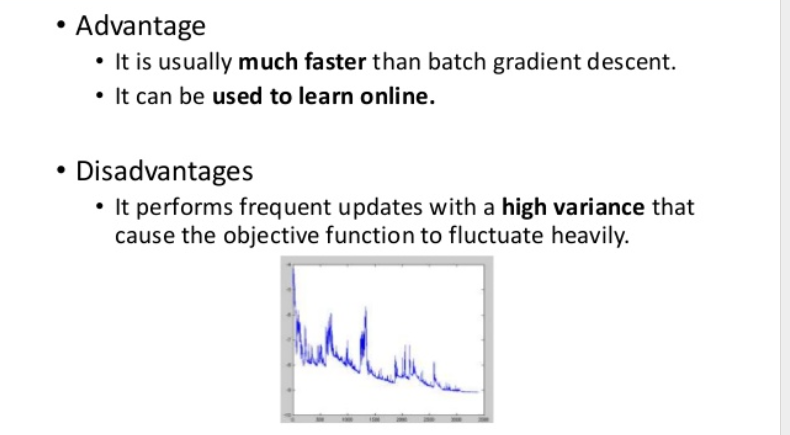 • Advantage
• It is usually much faster than batch gradient descent.
• It can be used to learn online.
• Disadvantages
• It performs frequent updates with a high variance that
cause the objective function to fluctuate heavily.